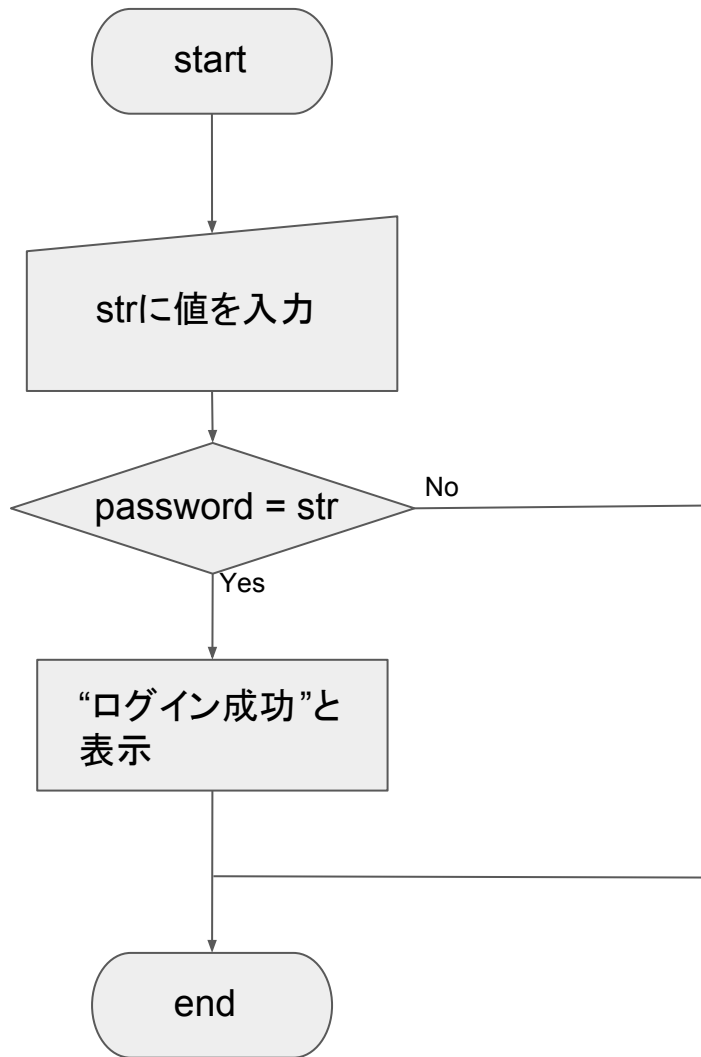 start
strに値を入力
password = str
No
Yes
“ログイン成功”と
表示
end